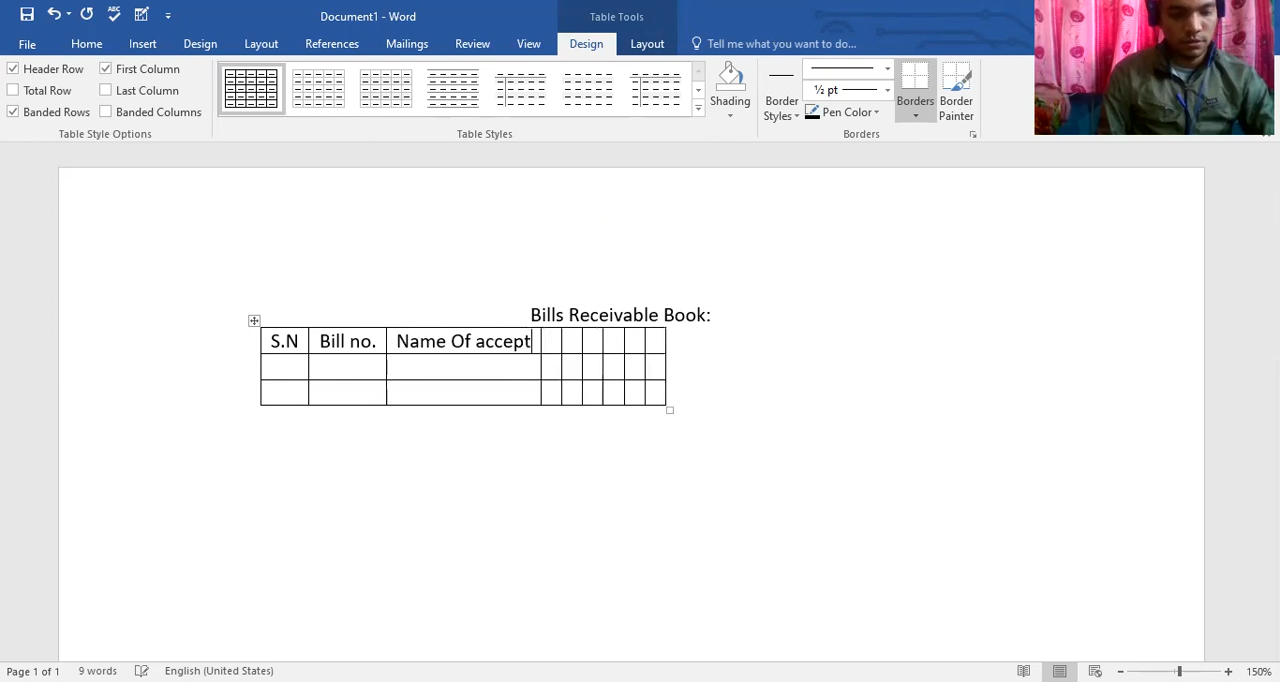 Document1 - Word
Table Tools
File
Home
Insert
Design
Layout
References
Mailings
Review
View
Design
Layout
Tell me what you want to do...
Header Row
First Column
Total Row
Last Column
Banded Rows
Banded Columns
Table Style Options
Table Styles
Shading
Border Styles
½ pt
Pen Color
Borders
Border Painter
Borders
Bills Receivable Book:
S.N Bill no. Name Of accept
Page 1 of 1
9 words
English (United States)
150%